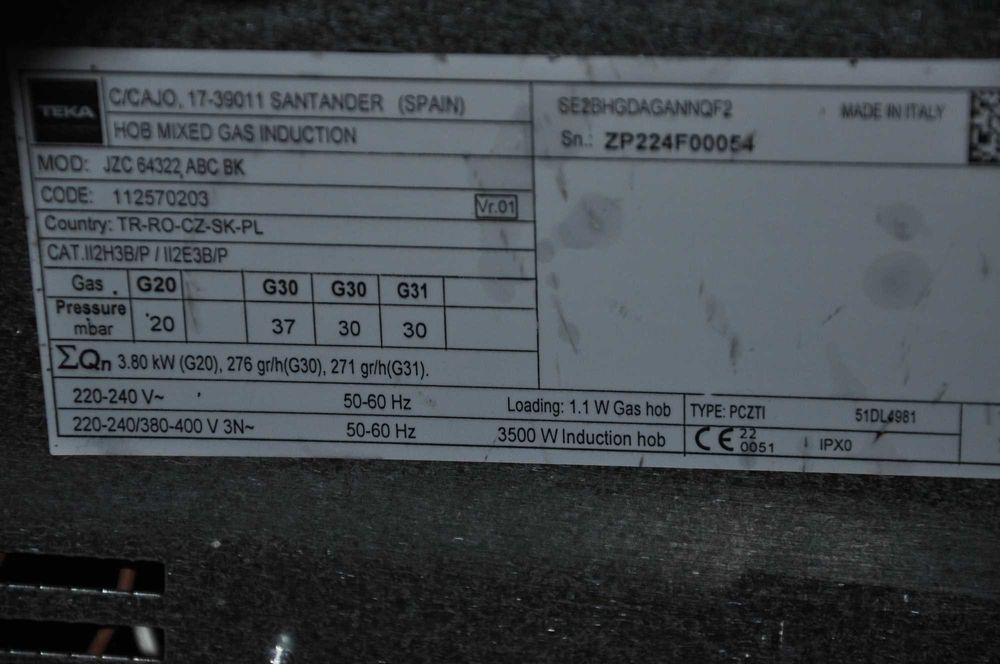 TEKA
C/CAJO, 17-39011 SANTANDER (SPAIN)
HOB MIXED GAS INDUCTION
MOD: JZC 64322 ABC BK
CODE: 112570203
Vr.01
Country: TR-RO-CZ-SK-PL
CAT.II2H3B/P / II2E3B/P
Gas G20 G30 G30 G31
Pressure mbar 20 37 30 30
ΣQn 3.80 kW (G20), 276 gr/h(G30), 271 gr/h(G31).
220-240 V~ 50-60 Hz Loading: 1.1 W Gas hob
220-240/380-400 V 3N~ 50-60 Hz 3500 W Induction hob
SE2BHGDAGANNQF2 MADE IN ITALY
Sn.: ZP224F00054
TYPE: PCZTI 51DL4981
CE 22 0051 IPX0